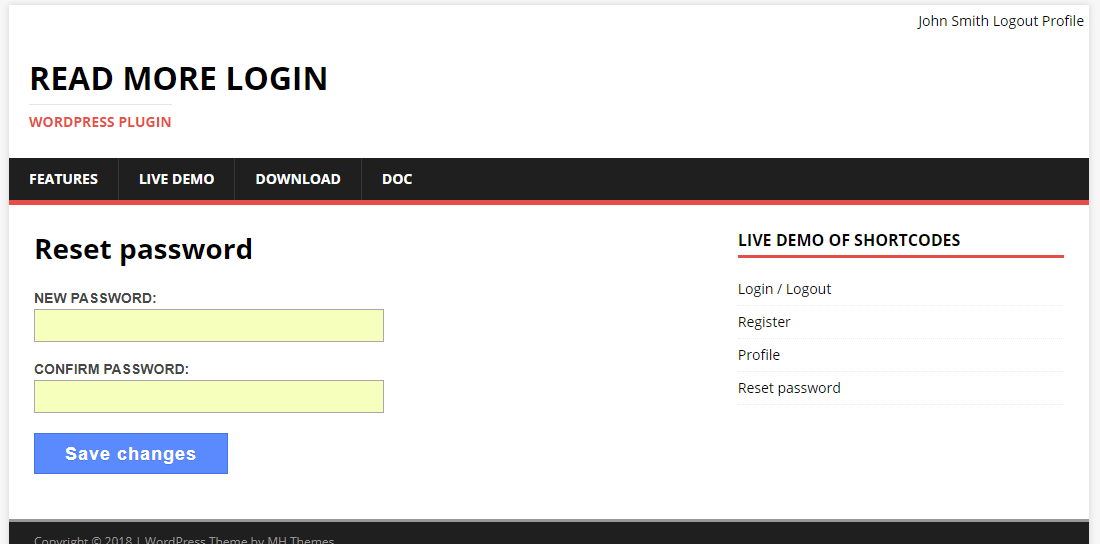 John Smith Logout Profile
READ MORE LOGIN
WORDPRESS PLUGIN
FEATURES LIVE DEMO DOWNLOAD DOC
Reset password
NEW PASSWORD:
CONFIRM PASSWORD:
Save changes
LIVE DEMO OF SHORTCODES
Login / Logout
Register
Profile
Reset password
Copyright © 2018 | WordPress Theme by MH Themes